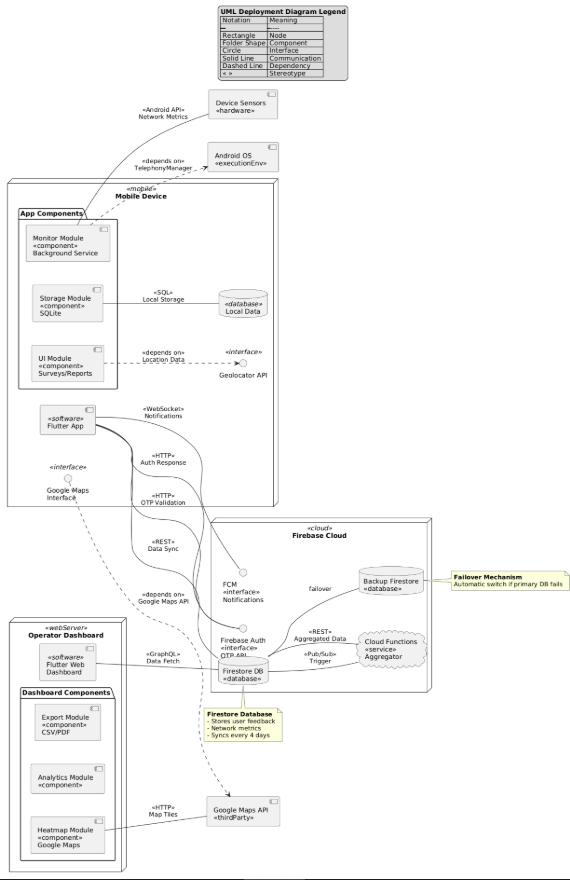 UML Deployment Diagram Legend
Notation Meaning
Rectangle Node
Folder Shape Component
Circle Interface
Solid Line Communication
Dashed Line Dependency
« » Stereotype
Device Sensors
«hardware»
«Android API»
Network Metrics
Android OS
«executionEnv»
«depends on»
TelephonyManager
«mobile»
Mobile Device
App Components
Monitor Module
«component»
Background Service
Storage Module
«component»
SQLite
«SQL»
Local Storage
«database»
Local Data
UI Module
«component»
Surveys/Reports
«depends on»
Location Data
«interface»
Geolocator API
«software»
Flutter App
«WebSocket»
Notifications
«HTTP»
Auth Response
«interface»
Google Maps
Interface
«HTTP»
OTP Validation
«REST»
Data Sync
«cloud»
Firebase Cloud
FCM
«interface»
Notifications
failover
Backup Firestore
«database»
Failover Mechanism
Automatic switch if primary DB fails
«depends on»
Google Maps API
Firebase Auth
«interface»
OTP API
«REST»
Aggregated Data
Cloud Functions
«service»
Aggregator
«Pub/Sub»
Trigger
Firestore DB
«database»
«webServer»
Operator Dashboard
«software»
Flutter Web
Dashboard
«GraphQL»
Data Fetch
Firestore Database
- Stores user feedback
- Network metrics
- Syncs every 4 days
Dashboard Components
Export Module
«component»
CSV/PDF
Analytics Module
«component»
Heatmap Module
«component»
Google Maps
«HTTP»
Map Tiles
Google Maps API
«thirdParty»